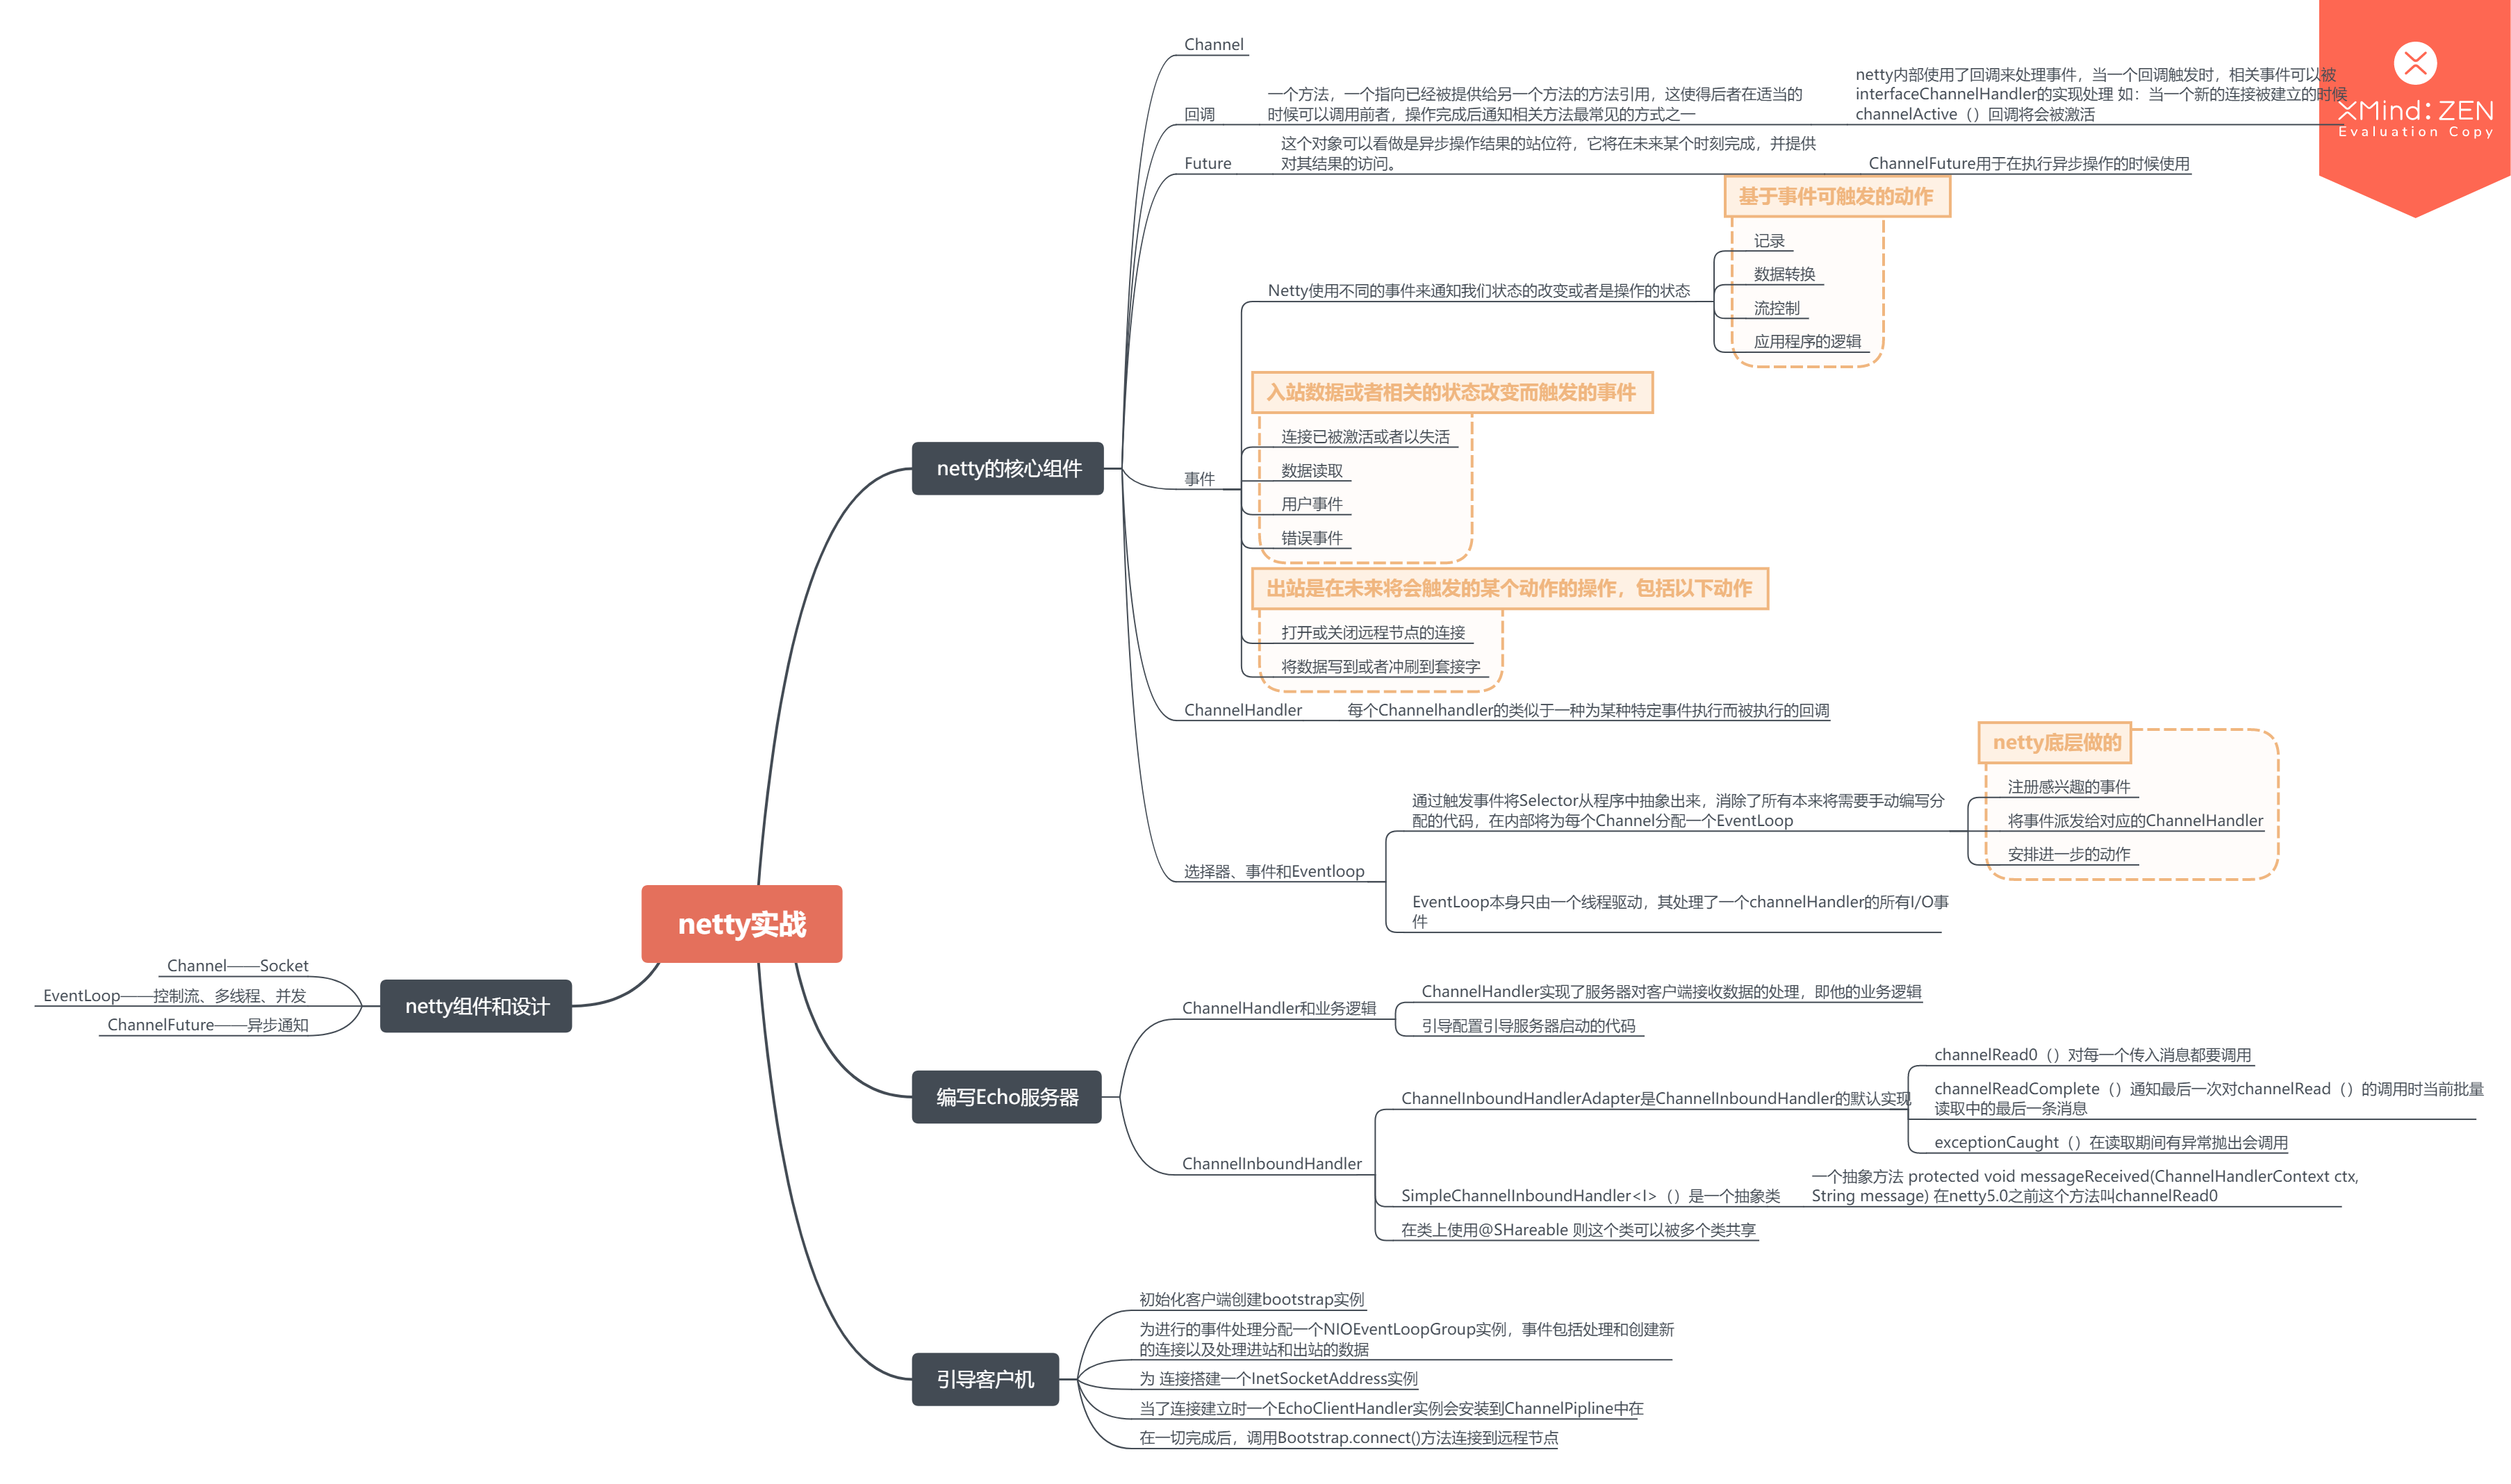 netty实战
netty的核心组件
Channel
回调
一个方法，一个指向已经被提供给另一个方法的方法引用，这使得后者在适当的
时候可以调用前者，操作完成后通知相关方法最常见的方式之一
netty内部使用了回调来处理事件，当一个回调触发时，相关事件可以被
interfaceChannelHandler的实现处理 如：当一个新的连接被建立的时候
channelActive（）回调将会被激活
Future
这个对象可以看做是异步操作结果的站位符，它将在未来某个时刻完成，并提供
对其结果的访问。
ChannelFuture用于在执行异步操作的时候使用
事件
Netty使用不同的事件来通知我们状态的改变或者是操作的状态
基于事件可触发的动作
记录
数据转换
流控制
应用程序的逻辑
入站数据或者相关的状态改变而触发的事件
连接已被激活或者以失活
数据读取
用户事件
错误事件
出站是在未来将会触发的某个动作的操作，包括以下动作
打开或关闭远程节点的连接
将数据写到或者冲刷到套接字
ChannelHandler
每个Channelhandler的类似于一种为某种特定事件执行而被执行的回调
选择器、事件和Eventloop
通过触发事件将Selector从程序中抽象出来，消除了所有本来将需要手动编写分
配的代码，在内部将为每个Channel分配一个EventLoop
netty底层做的
注册感兴趣的事件
将事件派发给对应的ChannelHandler
安排进一步的动作
EventLoop本身只由一个线程驱动，其处理了一个channelHandler的所有I/O事
件
编写Echo服务器
ChannelHandler和业务逻辑
ChannelHandler实现了服务器对客户端接收数据的处理，即他的业务逻辑
引导配置引导服务器启动的代码
ChannelInboundHandler
ChannelInboundHandlerAdapter是ChannelInboundHandler的默认实现
channelRead0（）对每一个传入消息都要调用
channelReadComplete（）通知最后一次对channelRead（）的调用时当前批量
读取中的最后一条消息
exceptionCaught（）在读取期间有异常抛出会调用
SimpleChannelInboundHandler<I>（）是一个抽象类
一个抽象方法 protected void messageReceived(ChannelHandlerContext ctx,
String message) 在netty5.0之前这个方法叫channelRead0
在类上使用@SHareable 则这个类可以被多个类共享
引导客户机
初始化客户端创建bootstrap实例
为进行的事件处理分配一个NIOEventLoopGroup实例，事件包括处理和创建新
的连接以及处理进站和出站的数据
为 连接搭建一个InetSocketAddress实例
当了连接建立时一个EchoClientHandler实例会安装到ChannelPipline中在
在一切完成后，调用Bootstrap.connect()方法连接到远程节点
netty组件和设计
Channel——Socket
EventLoop——控制流、多线程、并发
ChannelFuture——异步通知
XMind: ZEN
Evaluation Copy